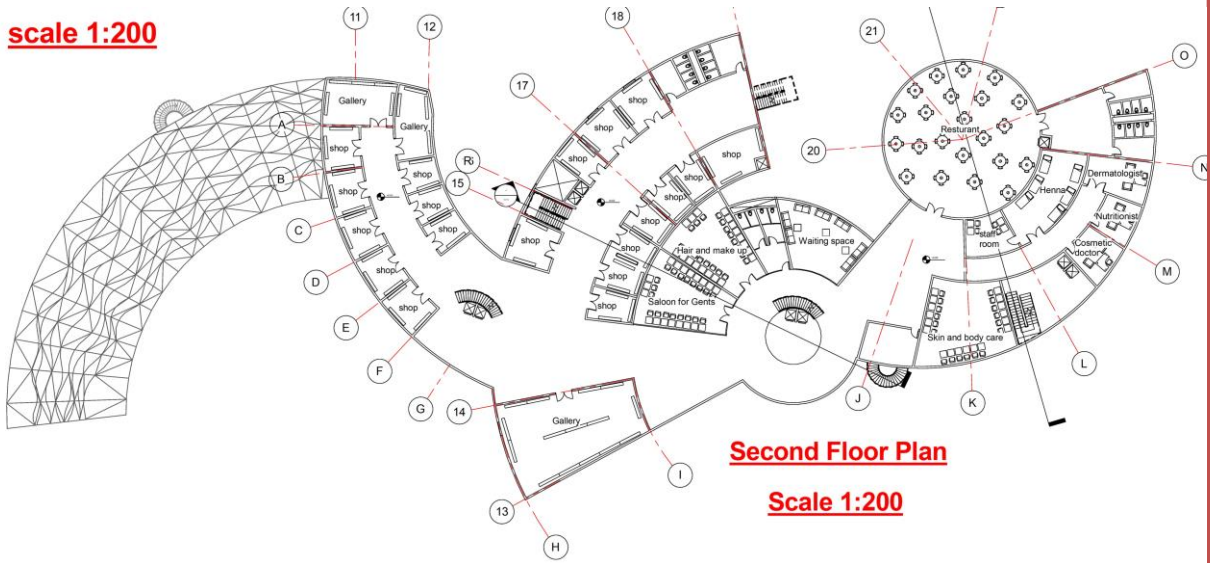 scale 1:200
11
12
18
21
O
17
Gallery
Gallery
A
shop
shop
shop
shop
Resturant
20
N
Ri
15
B
shop
shop
shop
shop
shop
shop
Dermatologist
Henna
Nutritionist
C
shop
shop
shop
shop
Hair and make up
Waiting space
staff
room
Cosmetic
doctor
M
D
shop
shop
Saloon for Gents
E
shop
shop
F
Skin and body care
L
G
J
K
14
Gallery
I
13
H
Second Floor Plan
Scale 1:200